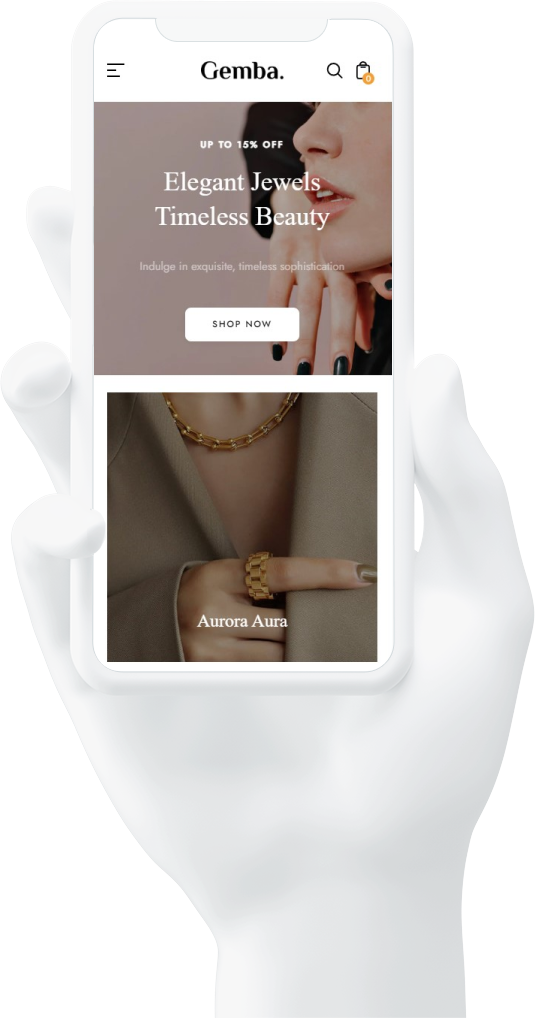 Gemba.
0
UP TO 15% OFF
Elegant Jewels
Timeless Beauty
Indulge in exquisite, timeless sophistication
SHOP NOW
Aurora Aura